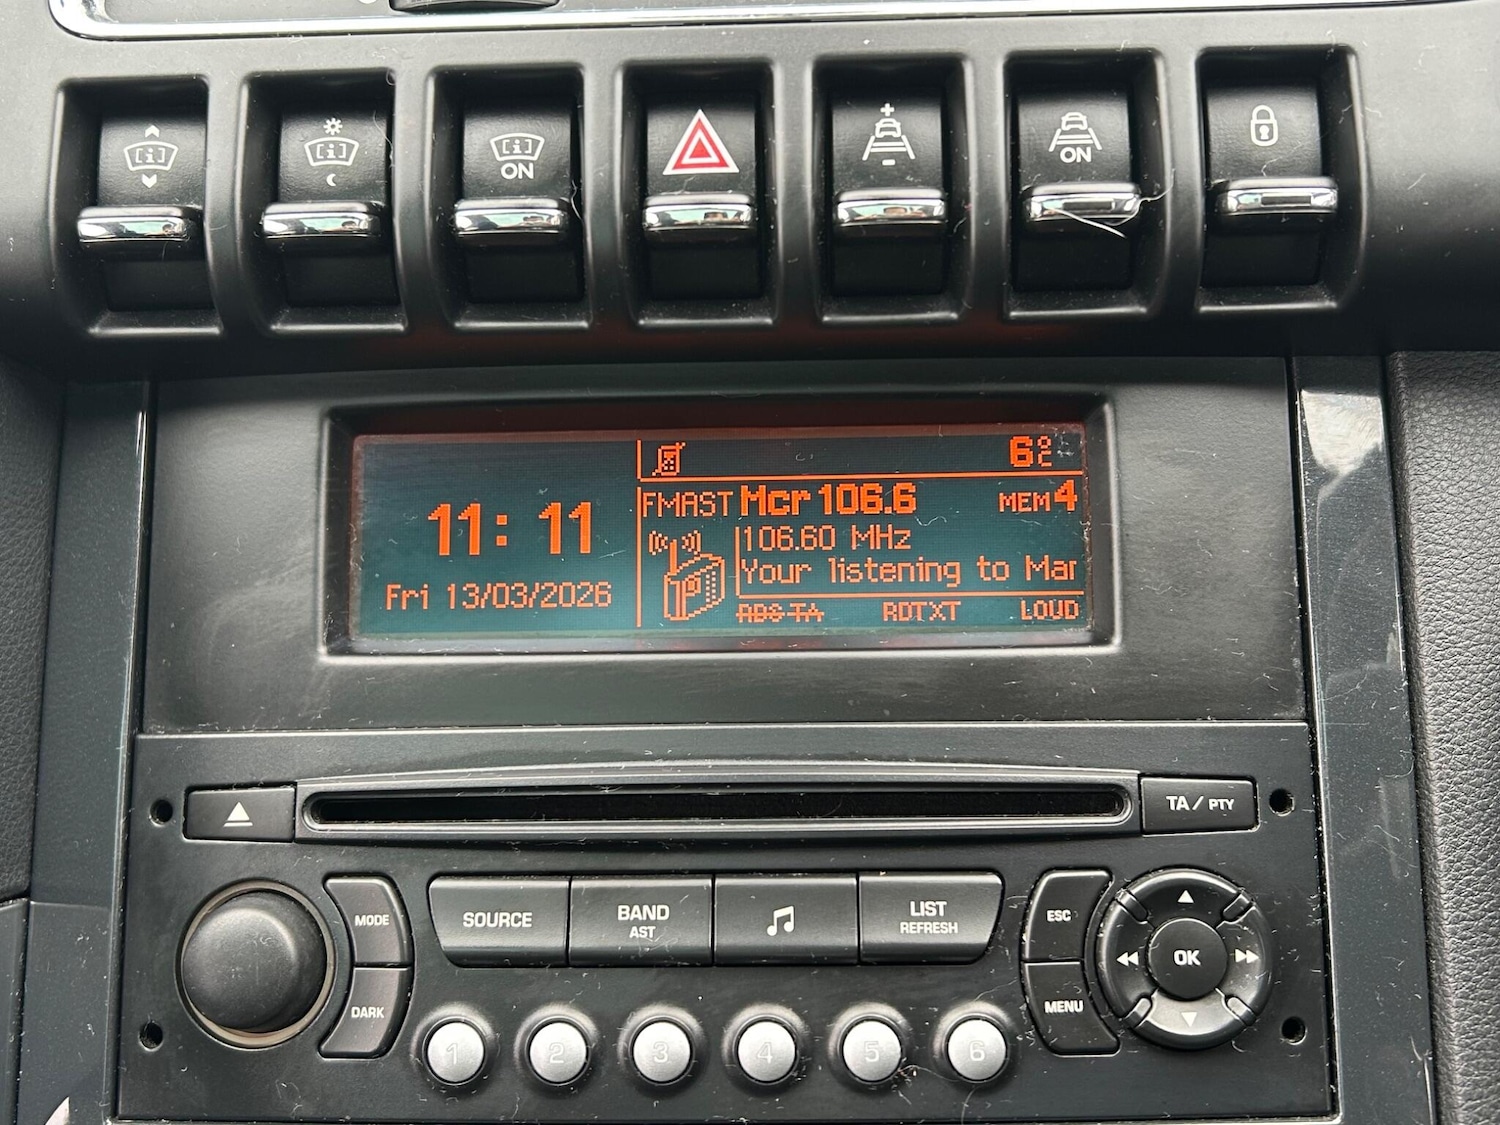 ON
+
-
ON
6°C
FMAST Mcr 106.6 MEM 4
106.60 MHz
11: 11
Your listening to Mar
Fri 13/03/2026
RDS-TA RDTXT LOUD
TA / PTY
MODE
SOURCE
BAND
AST
LIST
REFRESH
ESC
OK
DARK
MENU
1 2 3 4 5 6